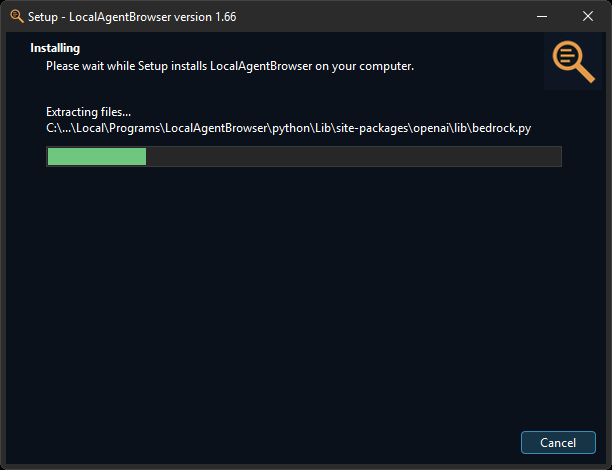 Setup - LocalAgentBrowser version 1.66
Installing
Please wait while Setup installs LocalAgentBrowser on your computer.
Extracting files...
C:\...\Local\Programs\LocalAgentBrowser\python\Lib\site-packages\openai\lib\bedrock.py
Cancel